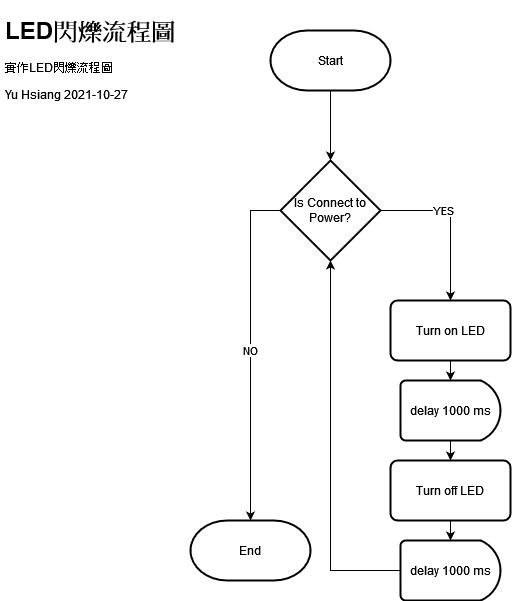 LED閃爍流程圖
實作LED閃爍流程圖
Yu Hsiang 2021-10-27
Start
Is Connect to
Power?
YES
Turn on LED
delay 1000 ms
Turn off LED
delay 1000 ms
NO
End